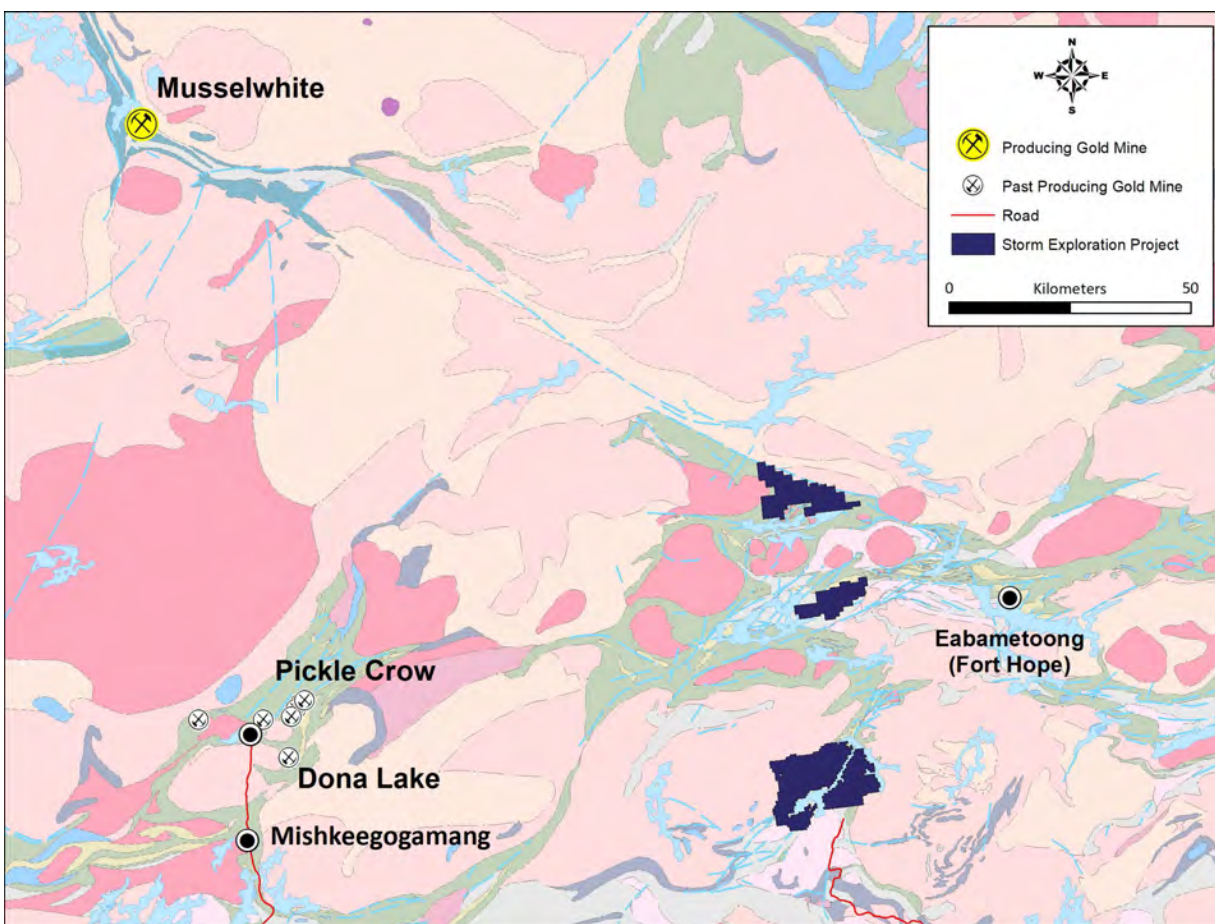 Musselwhite
N
W E
S
Producing Gold Mine
Past Producing Gold Mine
Road
Storm Exploration Project
0 Kilometers 50
Eabametoong
(Fort Hope)
Pickle Crow
Dona Lake
Mishkeegogamang